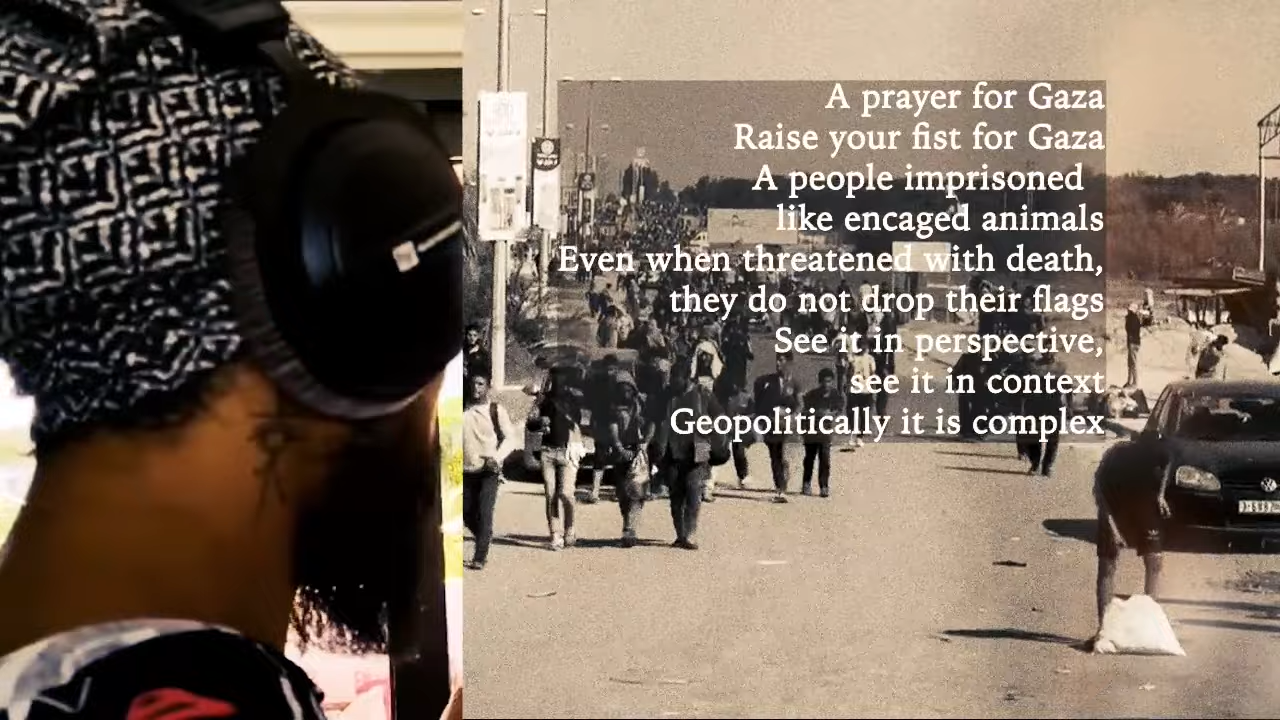 A prayer for Gaza
Raise your fist for Gaza
A people imprisoned
like encaged animals
Even when threatened with death,
they do not drop their flags
See it in perspective,
see it in context
Geopolitically it is complex